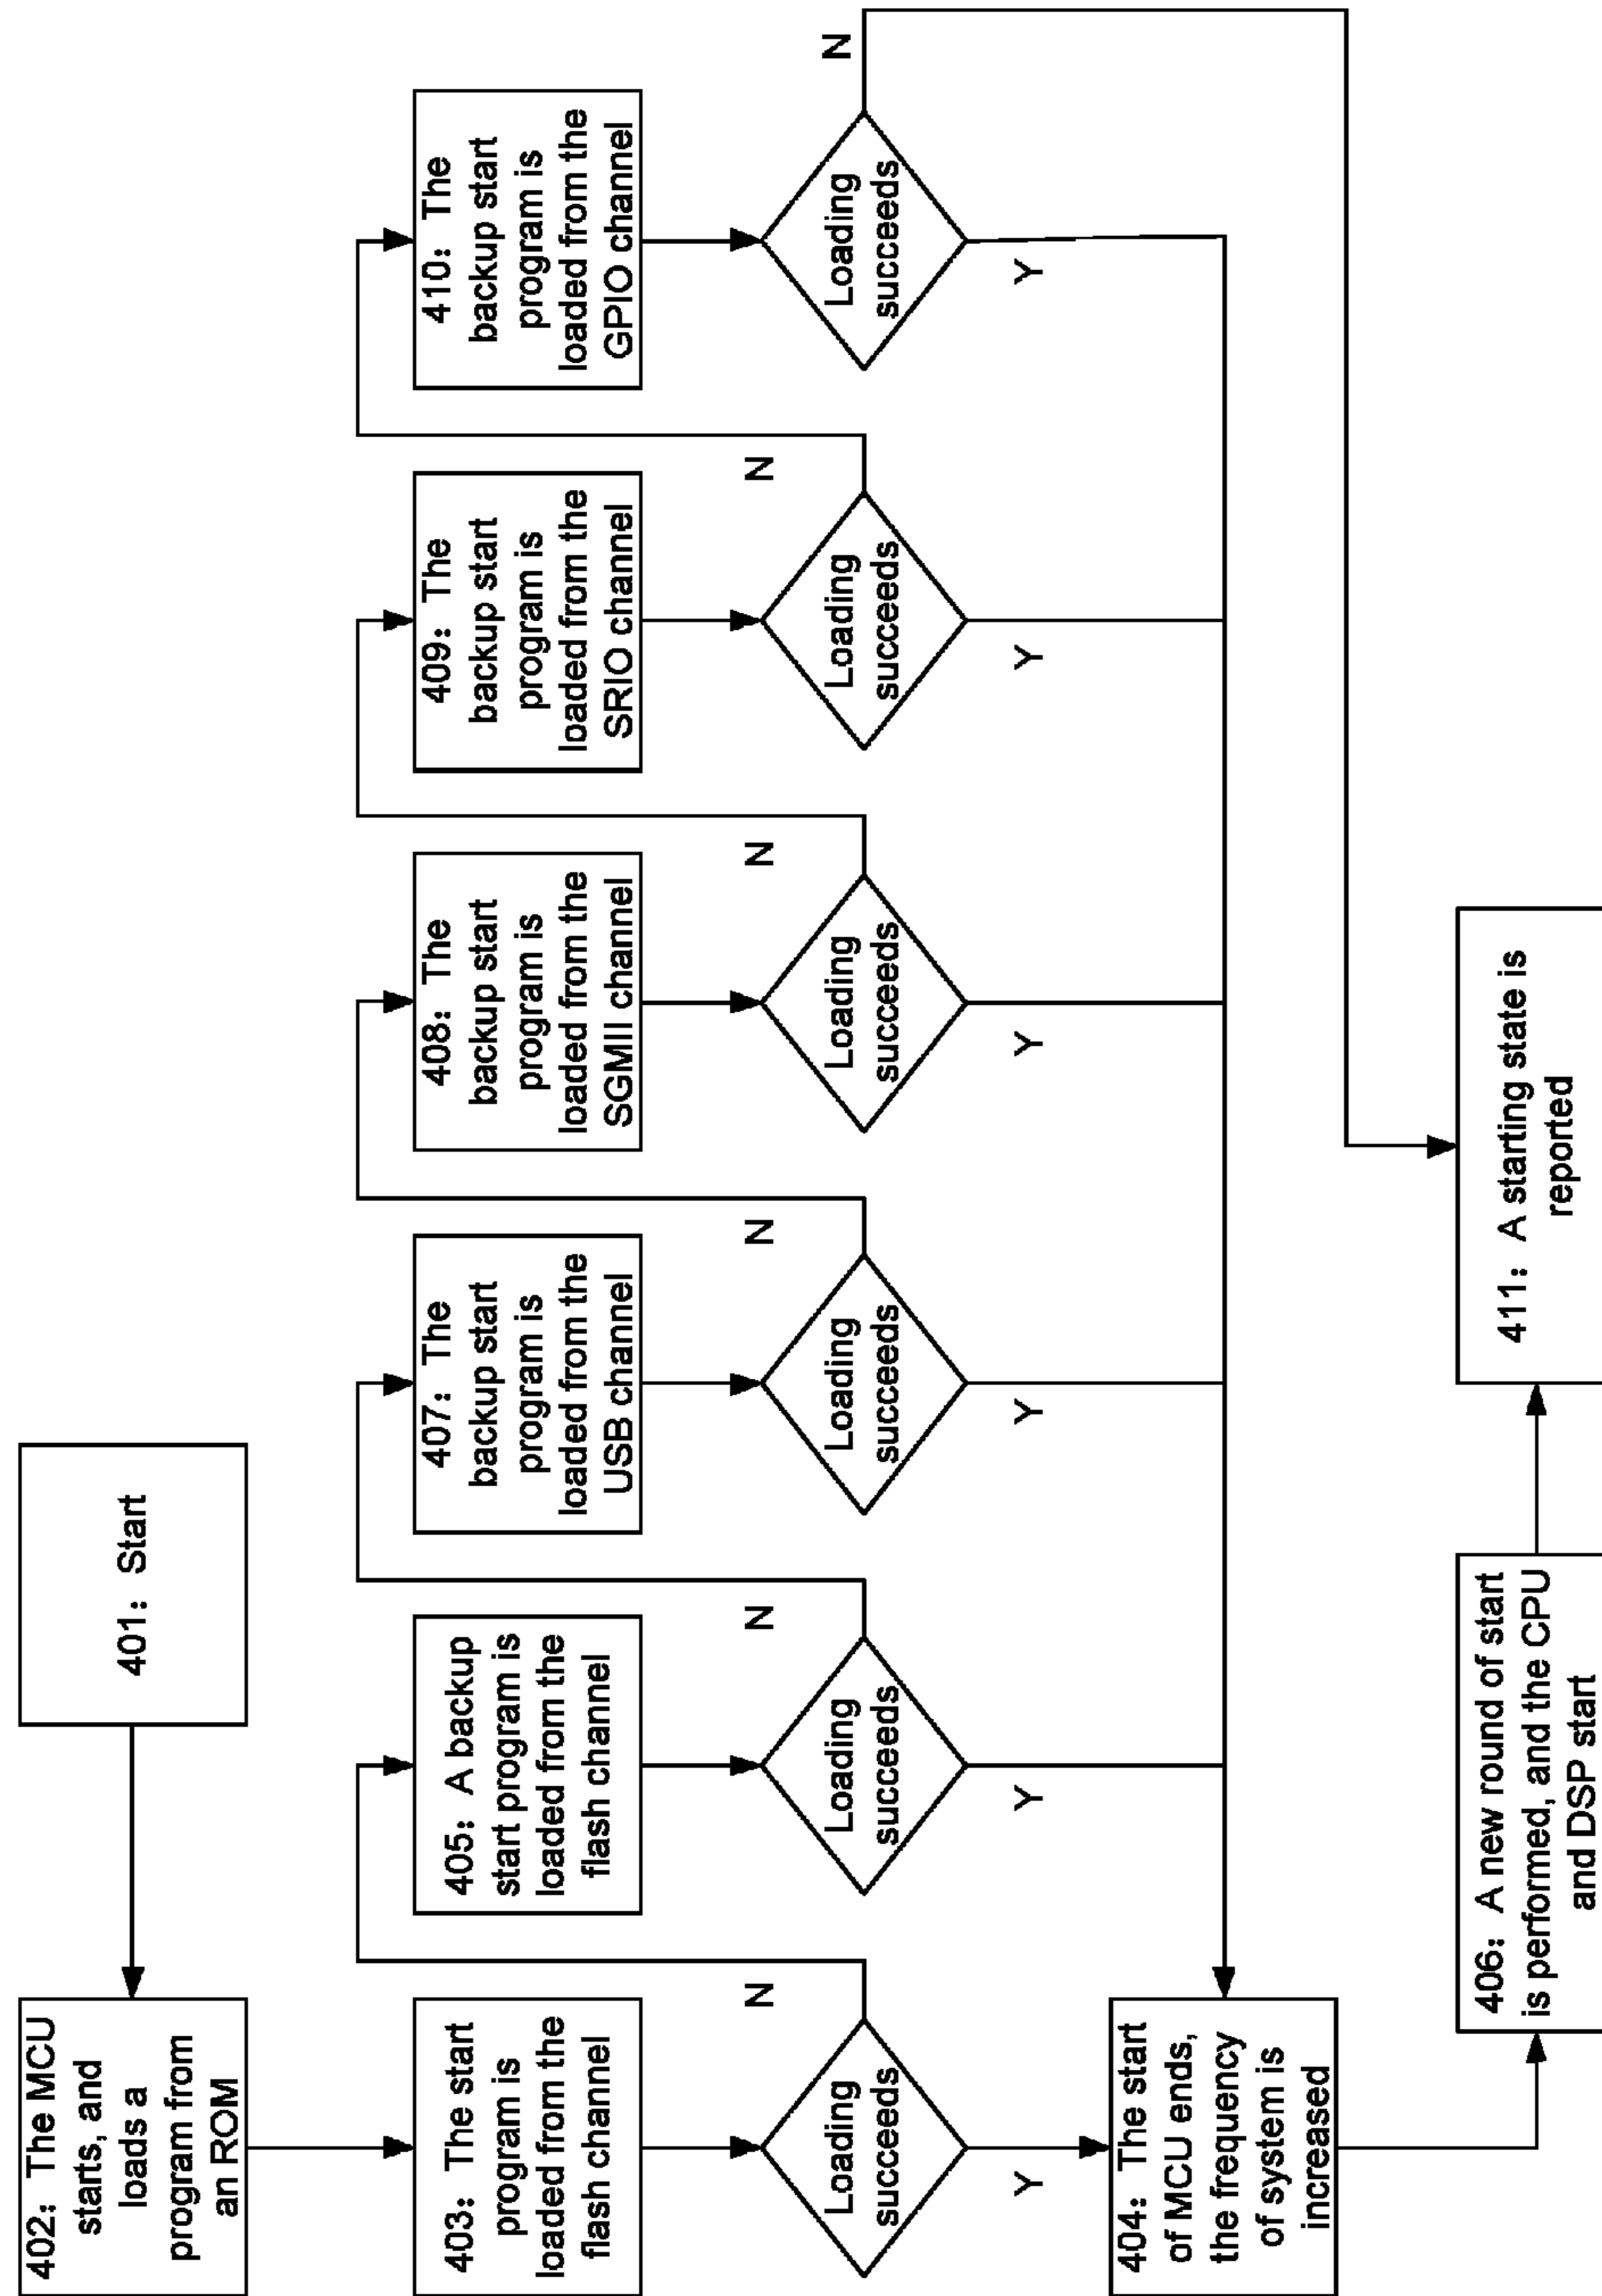 401: Start
402: The MCU
starts, and
loads a
program from
an ROM
403: The start
program is
loaded from the
flash channel
405: A backup
start program is
loaded from the
flash channel
407: The
backup start
program is
loaded from the
USB channel
408: The
backup start
program is
loaded from the
SGMII channel
409: The
backup start
program is
loaded from the
SRIO channel
410: The
backup start
program is
loaded from the
GPIO channel
Loading
succeeds
N
Loading
succeeds
N
Loading
succeeds
N
Loading
succeeds
N
Loading
succeeds
N
Loading
succeeds
N
Y
Y
Y
Y
Y
Y
404: The start
of MCU ends,
the frequency
of system is
increased
406: A new round of start
is performed, and the CPU
and DSP start
411: A starting state is
reported